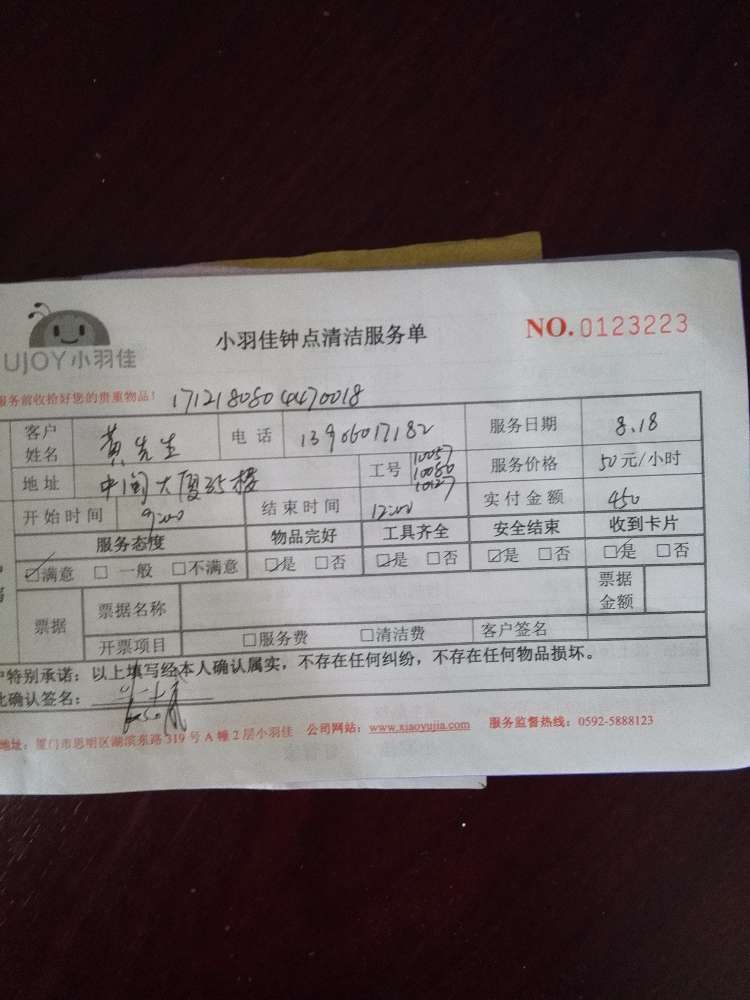 UJOY小羽佳
小羽佳钟点清洁服务单
NO.0123223
服务前收拾好您的贵重物品！
客户姓名 黄先生 电话 13906017182 服务日期 8.18
地址 中闽大厦35楼 工号 10057 10080 10127 服务价格 50元/小时
开始时间 9:00 结束时间 12:00 实付金额 450
服务态度 物品完好 工具齐全 安全结束 收到卡片
☑满意 □一般 □不满意 ☑是 □否 ☑是 □否 ☑是 □否 ☑是 □否
票据 票据名称 票据金额
开票项目 □服务费 □清洁费 客户签名
特别承诺：以上填写经本人确认属实，不存在任何纠纷，不存在任何物品损坏。
此确认签名：
地址：厦门市思明区湖滨东路319号A幢2层小羽佳 公司网站：www.xiaoyujia.com 服务监督热线：0592-5888123